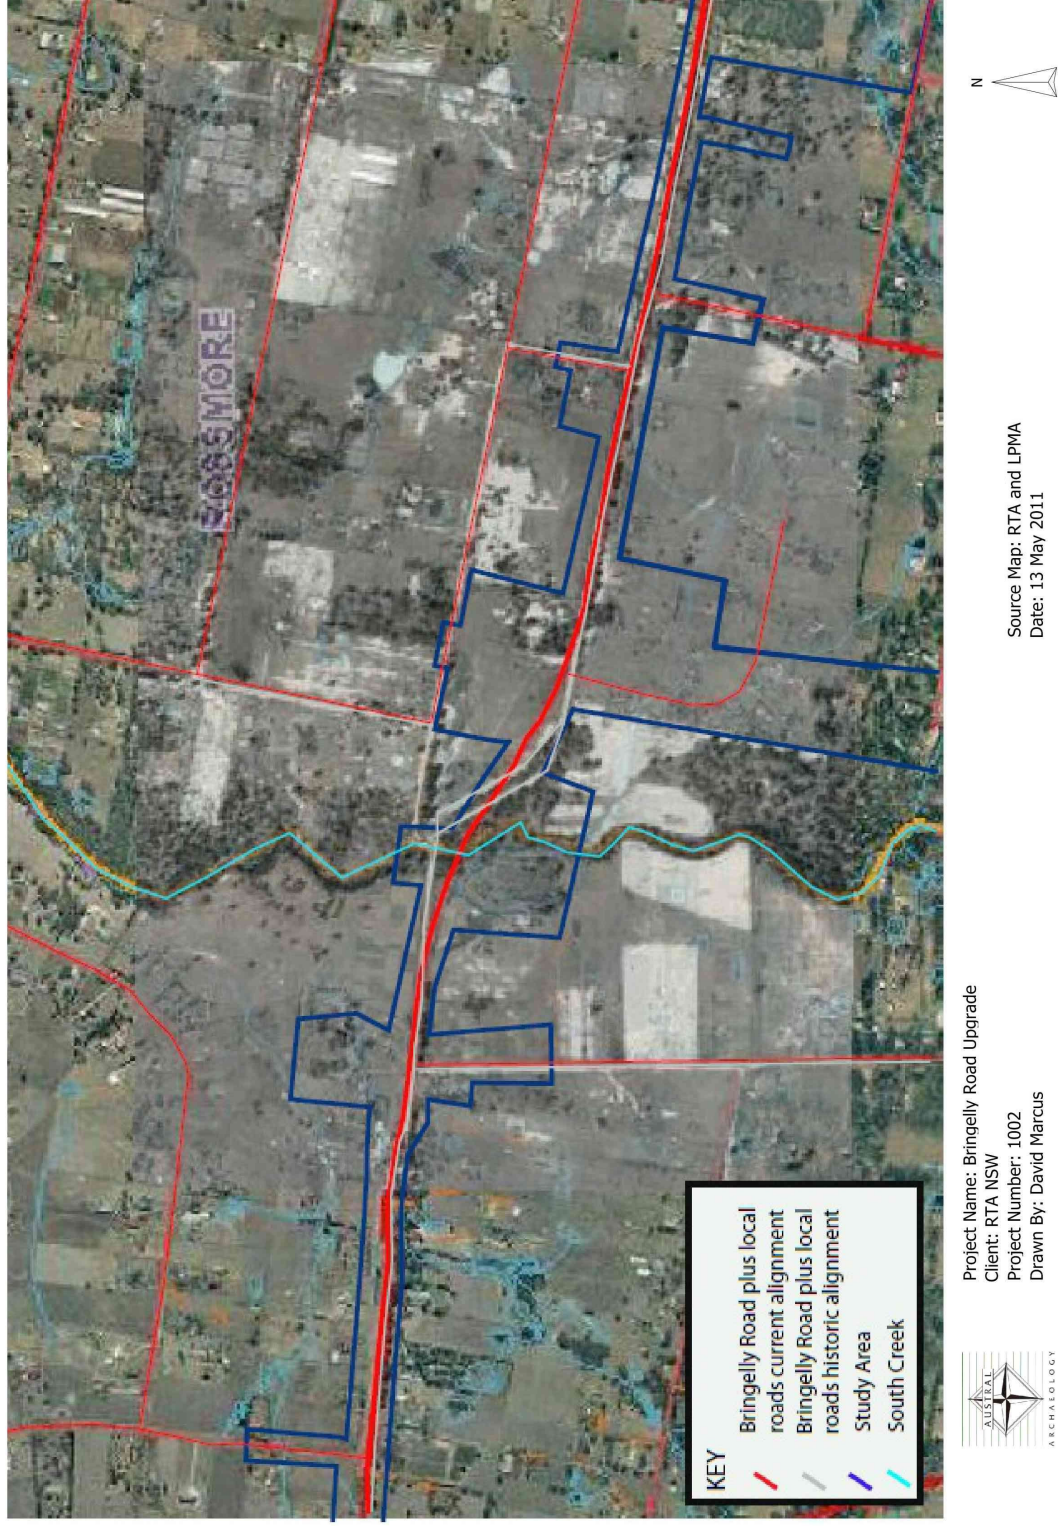 ROSSMORE
KEY
Bringelly Road plus local
roads current alignment
Bringelly Road plus local
roads historic alignment
Study Area
South Creek
AUSTRAL
ARCHAEOLOGY
Project Name: Bringelly Road Upgrade
Client: RTA NSW
Project Number: 1002
Drawn By: David Marcus
Source Map: RTA and LPMA
Date: 13 May 2011
N